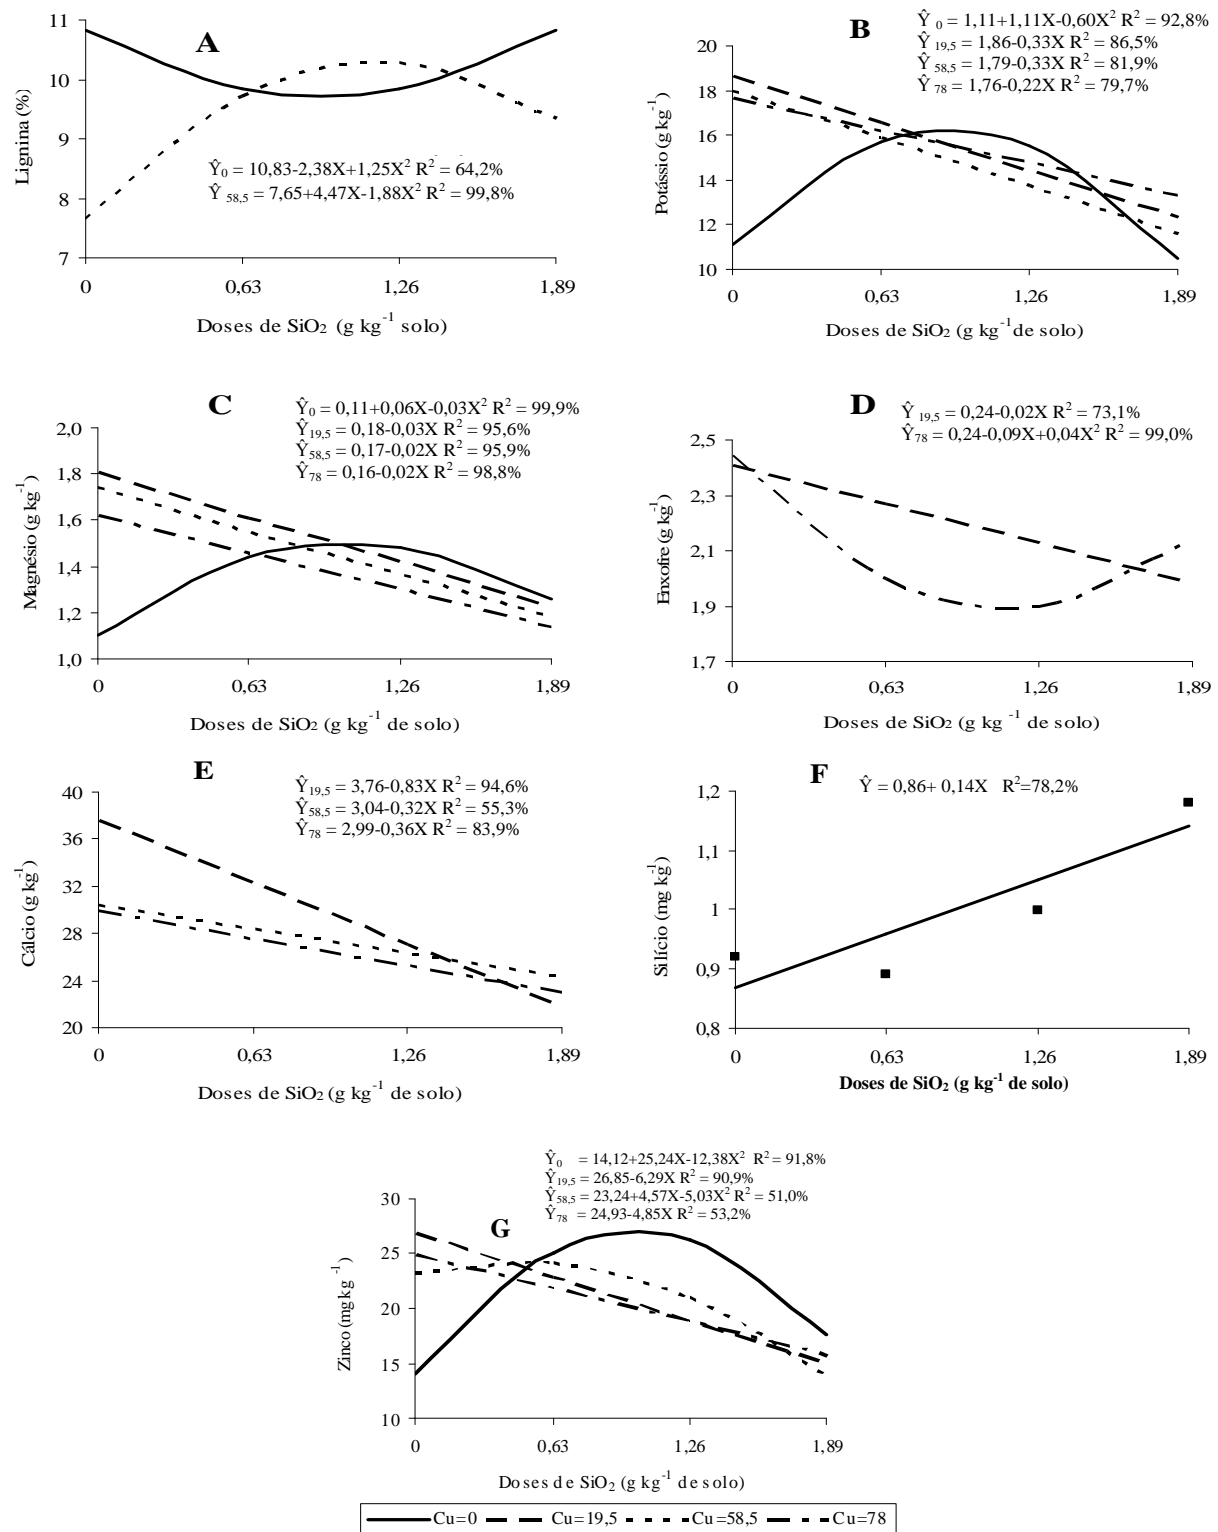 A
Ŷ0 = 10,83-2,38X+1,25X² R² = 64,2%
Ŷ 58,5 = 7,65+4,47X-1,88X² R² = 99,8%
Lignina (%)
11
10
9
8
7
0 0,63 1,26 1,89
Doses de SiO₂ (g kg⁻¹ solo)
B
Ŷ 0 = 1,11+1,11X-0,60X² R² = 92,8%
Ŷ 19,5 = 1,86-0,33X R² = 86,5%
Ŷ 58,5 = 1,79-0,33X R² = 81,9%
Ŷ 78 = 1,76-0,22X R² = 79,7%
Potássio (g kg⁻¹)
20
18
16
14
12
10
0 0,63 1,26 1,89
Doses de SiO₂ (g kg⁻¹ de solo)
C
Ŷ0 = 0,11+0,06X-0,03X² R² = 99,9%
Ŷ19,5 = 0,18-0,03X R² = 95,6%
Ŷ58,5 = 0,17-0,02X R² = 95,9%
Ŷ78 = 0,16-0,02X R² = 98,8%
Magnésio (g kg⁻¹)
2,0
1,8
1,6
1,4
1,2
1,0
0 0,63 1,26 1,89
Doses de SiO₂ (g kg⁻¹ de solo)
D
Ŷ 19,5 = 0,24-0,02X R² = 73,1%
Ŷ78 = 0,24-0,09X+0,04X² R² = 99,0%
Enxofre (g kg⁻¹)
2,5
2,3
2,1
1,9
1,7
0 0,63 1,26 1,89
Doses de SiO₂ (g kg⁻¹ de solo)
E
Ŷ19,5 = 3,76-0,83X R² = 94,6%
Ŷ58,5 = 3,04-0,32X R² = 55,3%
Ŷ78 = 2,99-0,36X R² = 83,9%
Cálcio (g kg⁻¹)
40
36
32
28
24
20
0 0,63 1,26 1,89
Doses de SiO₂ (g kg⁻¹ de solo)
F
Ŷ = 0,86+ 0,14X R²=78,2%
Silício (mg kg⁻¹)
1,2
1,1
1
0,9
0,8
0 0,63 1,26 1,89
Doses de SiO₂ (g kg⁻¹ de solo)
G
Ŷ0 = 14,12+25,24X-12,38X² R² = 91,8%
Ŷ19,5 = 26,85-6,29X R² = 90,9%
Ŷ58,5 = 23,24+4,57X-5,03X² R² = 51,0%
Ŷ78 = 24,93-4,85X R² = 53,2%
Zinco (mg kg⁻¹)
30
25
20
15
10
0 0,63 1,26 1,89
Doses de SiO₂ (g kg⁻¹ de solo)
Cu=0 Cu=19,5 Cu=58,5 Cu=78